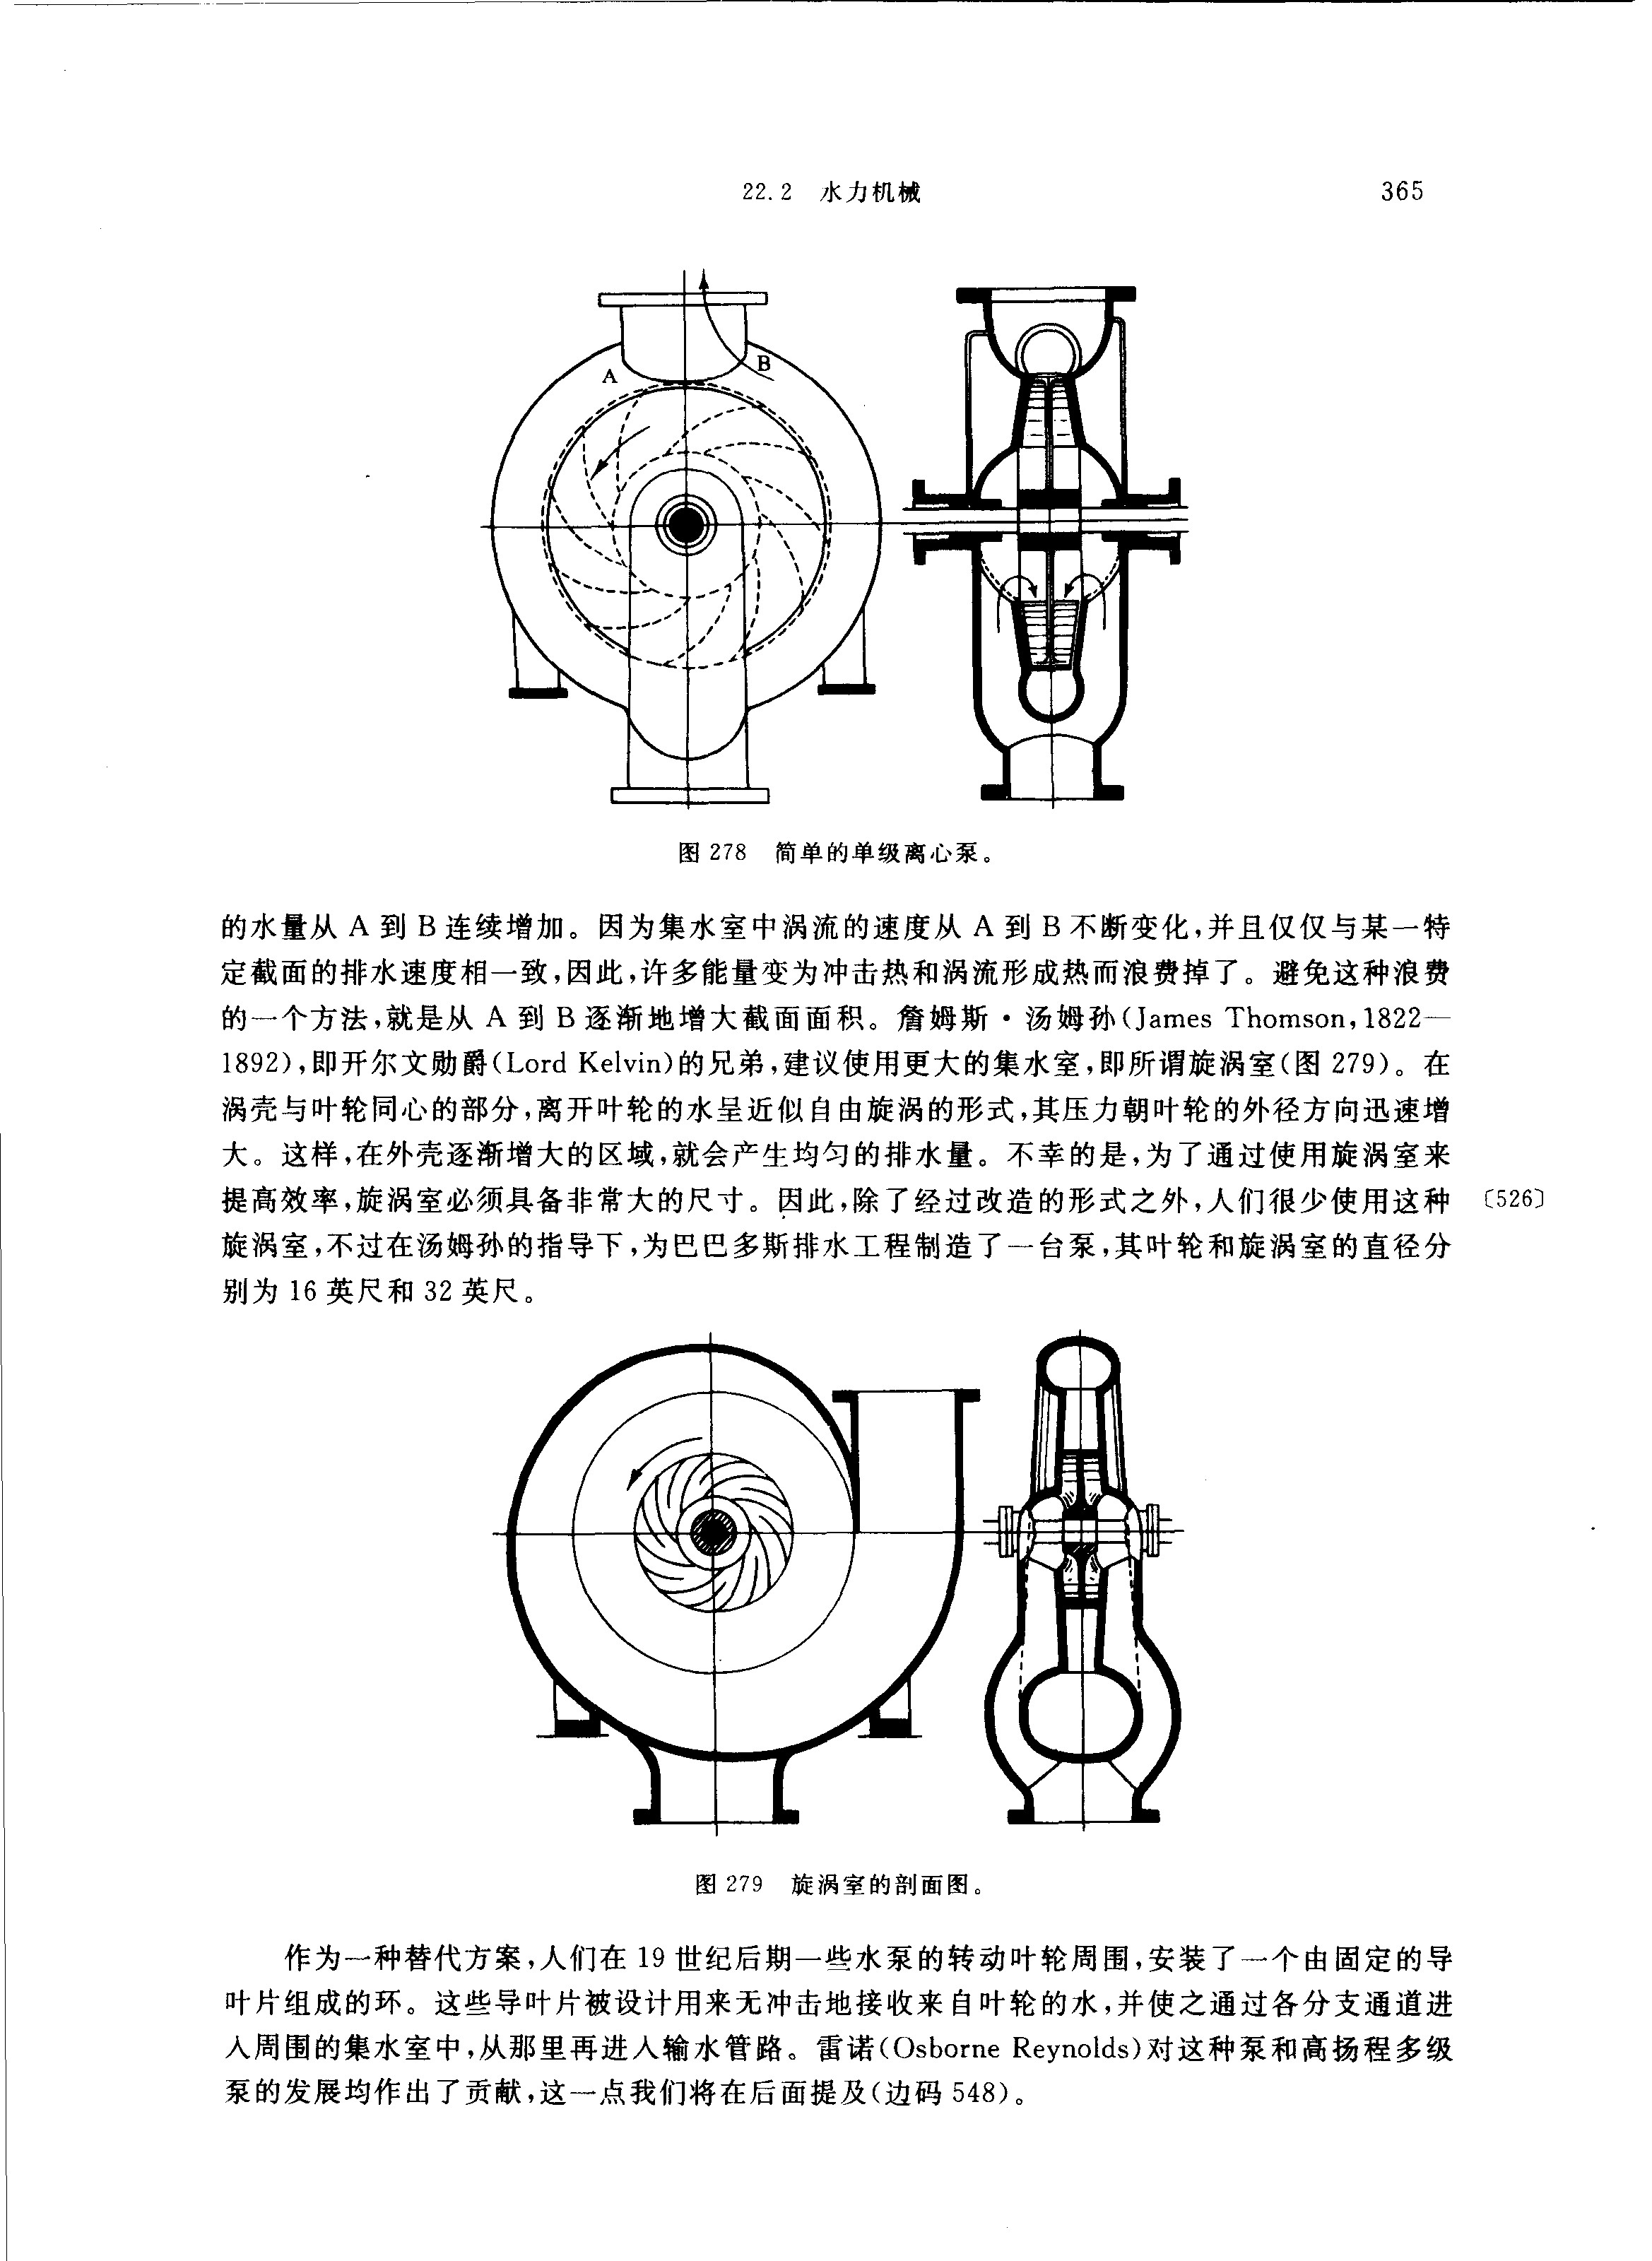 22.2 水力机械 365
A
B
图 278 简单的单级离心泵。
的水量从 A 到 B 连续增加。因为集水室中涡流的速度从 A 到 B 不断变化,并且仅仅与某一特
定截面的排水速度相一致,因此,许多能量变为冲击热和涡流形成热而浪费掉了。避免这种浪费
的一个方法,就是从 A 到 B 逐渐地增大截面面积。詹姆斯·汤姆孙(James Thomson,1822—
1892),即开尔文勋爵(Lord Kelvin)的兄弟,建议使用更大的集水室,即所谓旋涡室(图 279)。在
涡壳与叶轮同心的部分,离开叶轮的水呈近似自由旋涡的形式,其压力朝叶轮的外径方向迅速增
大。这样,在外壳逐渐增大的区域,就会产生均匀的排水量。不幸的是,为了通过使用旋涡室来
提高效率,旋涡室必须具备非常大的尺寸。因此,除了经过改造的形式之外,人们很少使用这种 〔526〕
旋涡室,不过在汤姆孙的指导下,为巴巴多斯排水工程制造了一台泵,其叶轮和旋涡室的直径分
别为 16 英尺和 32 英尺。
图 279 旋涡室的剖面图。
作为一种替代方案,人们在 19 世纪后期一些水泵的转动叶轮周围,安装了一个由固定的导
叶片组成的环。这些导叶片被设计用来无冲击地接收来自叶轮的水,并使之通过各分支通道进
入周围的集水室中,从那里再进入输水管路。雷诺(Osborne Reynolds)对这种泵和高扬程多级
泵的发展均作出了贡献,这一点我们将在后面提及(边码 548)。